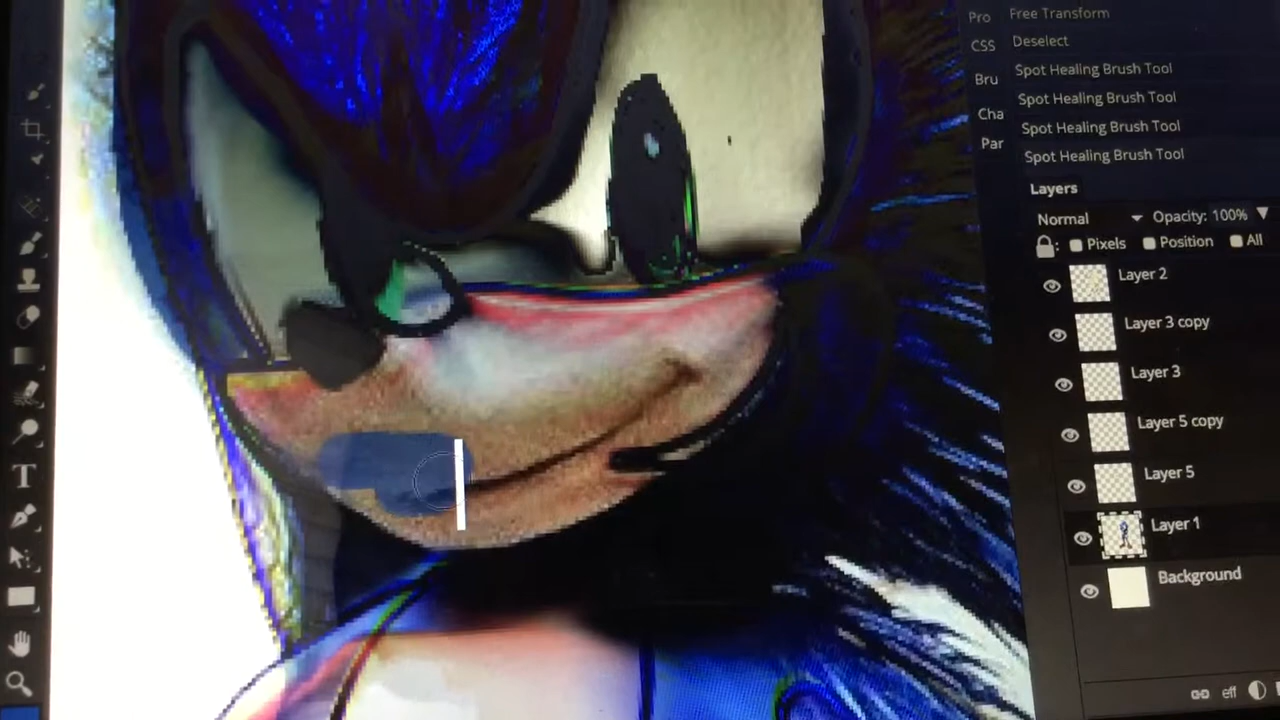 Pro
Free Transform
CSS
Deselect
Bru
Spot Healing Brush Tool
Spot Healing Brush Tool
Cha
Spot Healing Brush Tool
Par
Spot Healing Brush Tool
Layers
Normal
Opacity: 100%
Pixels
Position
All
Layer 2
Layer 3 copy
Layer 3
Layer 5 copy
Layer 5
Layer 1
Background
T
eff